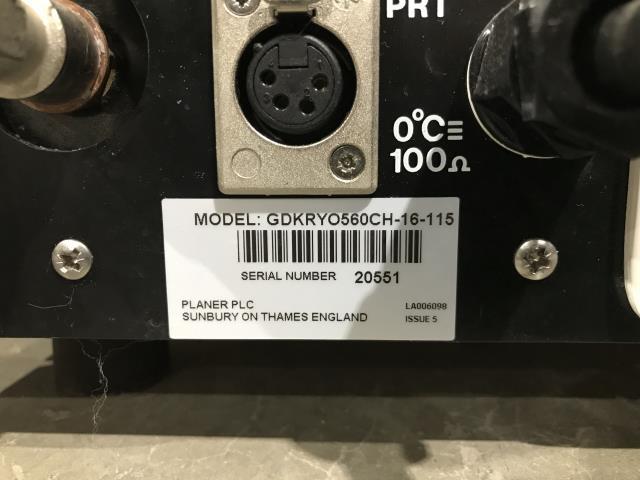 PRT
0°C≡
100Ω
MODEL: GDKRYO560CH-16-115
SERIAL NUMBER 20551
PLANER PLC
SUNBURY ON THAMES ENGLAND
LA006098
ISSUE 5